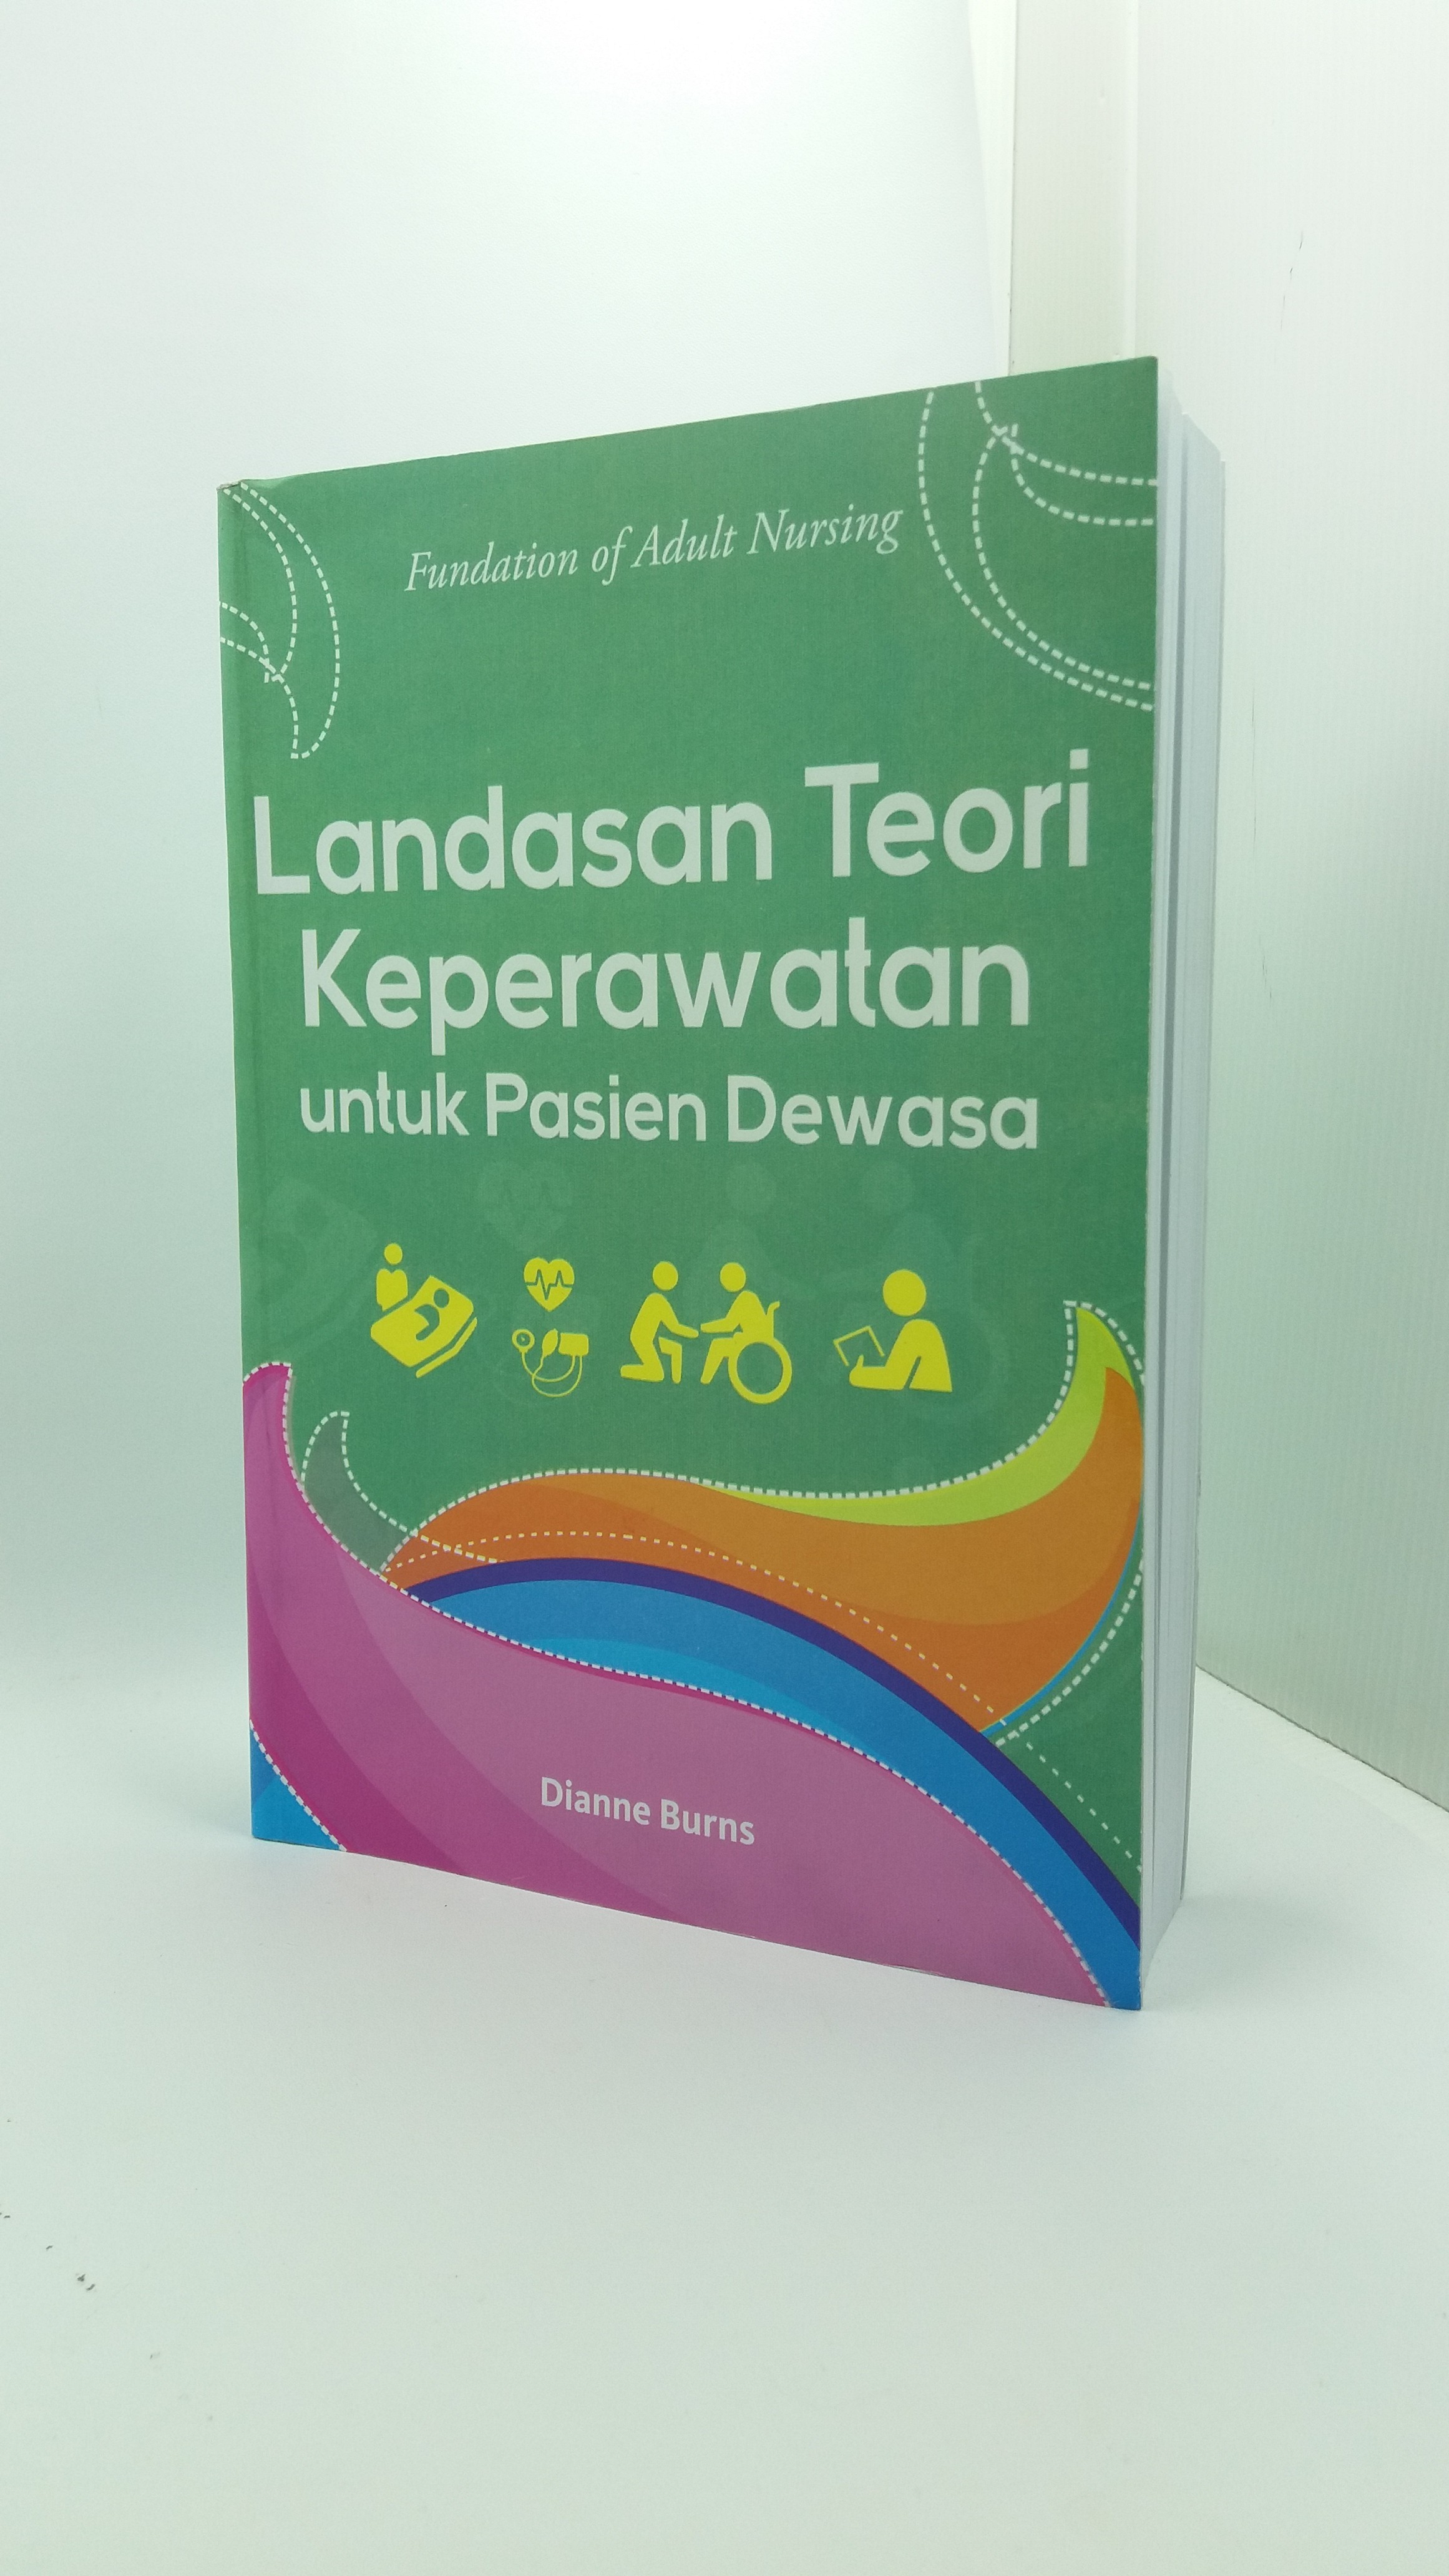 Fundation of Adult Nursing
Landasan Teori
Keperawatan
untuk Pasien Dewasa
Dianne Burns